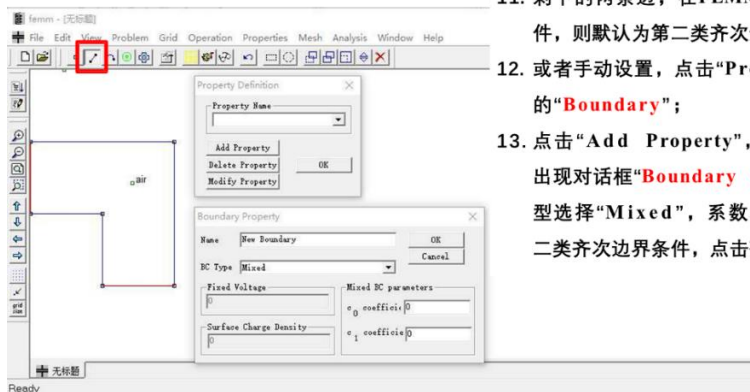 femm - [无标题]
File Edit View Problem Grid Operation Properties Mesh Analysis Window Help
Property Definition
Property Name
Add Property
Delete Property
OK
Modify Property
air
Boundary Property
Name New Boundary
OK
Cancel
BC Type Mixed
Fixed Voltage
0
Mixed BC parameters
c0 coefficie 0
Surface Charge Density
0
c1 coefficie 0
无标题
Ready
件，则默认为第二类齐次
12. 或者手动设置，点击“Pr
的“Boundary”；
13. 点击“Add Property”，
出现对话框“Boundary
型选择“Mixed”，系数
二类齐次边界条件，点击